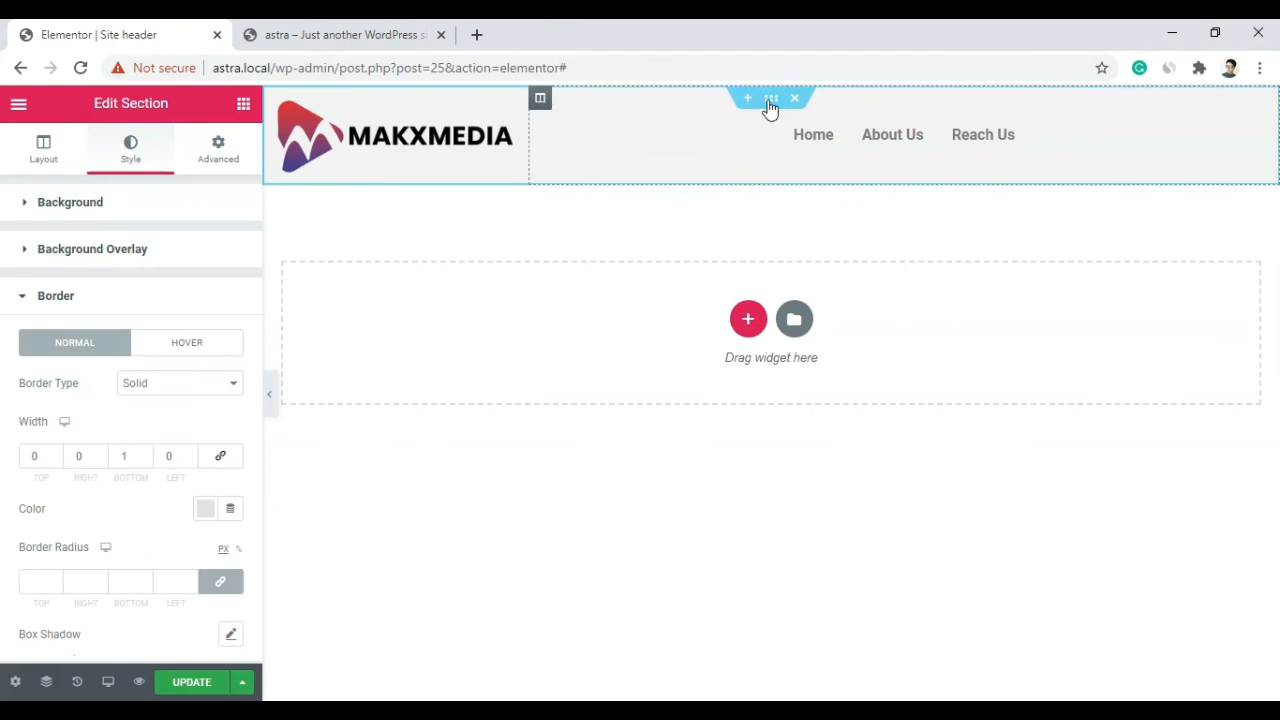 Elementor | Site header
astra – Just another WordPress si
Not secure
astra.local/wp-admin/post.php?post=25&action=elementor#
Edit Section
Layout
Style
Advanced
MAKXMEDIA
Home
About Us
Reach Us
Background
Background Overlay
Border
NORMAL
HOVER
Border Type
Solid
Width
0
0
1
0
TOP
RIGHT
BOTTOM
LEFT
Color
Border Radius
PX
%
TOP
RIGHT
BOTTOM
LEFT
Box Shadow
UPDATE
Drag widget here